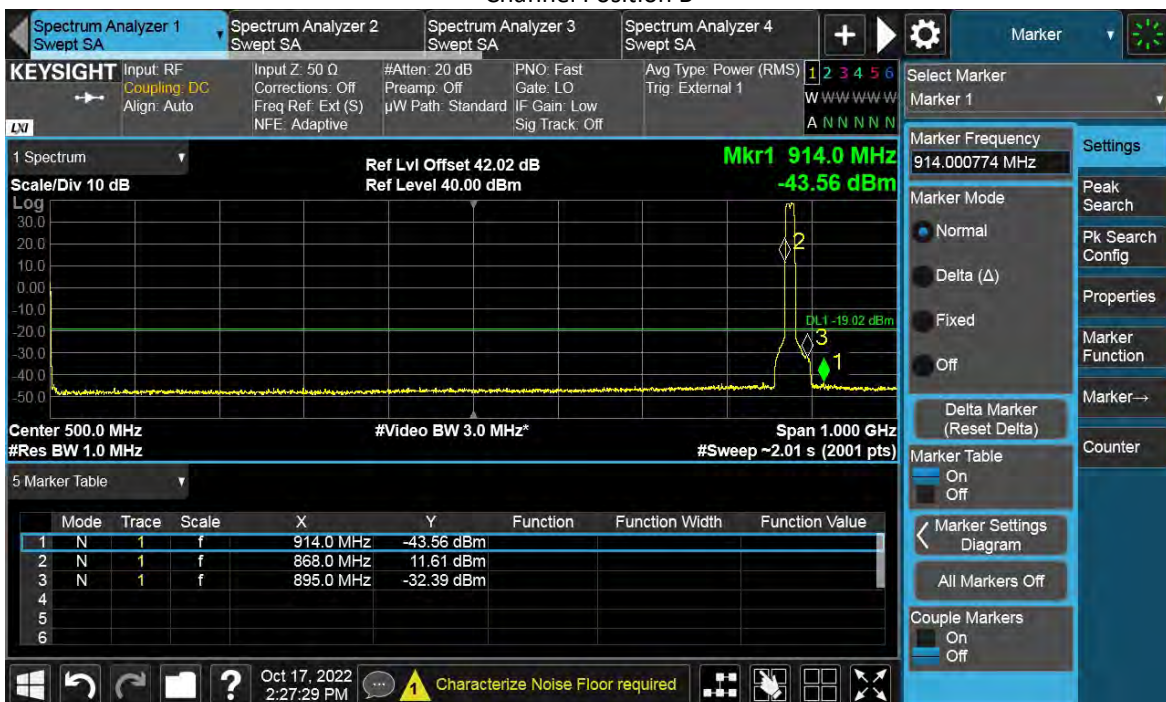 Spectrum Analyzer 1
Swept SA
Spectrum Analyzer 2
Swept SA
Spectrum Analyzer 3
Swept SA
Spectrum Analyzer 4
Swept SA
+
Marker
KEYSIGHT
LXI
Input: RF
Coupling: DC
Align: Auto
Input Z: 50 Ω
Corrections: Off
Freq Ref: Ext (S)
NFE: Adaptive
#Atten: 20 dB
Preamp: Off
µW Path: Standard
PNO: Fast
Gate: LO
IF Gain: Low
Sig Track: Off
Avg Type: Power (RMS)
Trig: External 1
1 2 3 4 5 6
W W W W W W
A N N N N N
Select Marker
Marker 1
1 Spectrum
Scale/Div 10 dB
Ref Lvl Offset 42.02 dB
Ref Level 40.00 dBm
Mkr1 914.0 MHz
-43.56 dBm
Log
30.0
20.0
10.0
0.00
-10.0
-20.0
-30.0
-40.0
-50.0
2
DL1 -19.02 dBm
3
1
Center 500.0 MHz
#Res BW 1.0 MHz
#Video BW 3.0 MHz*
Span 1.000 GHz
#Sweep ~2.01 s (2001 pts)
Marker Frequency
914.000774 MHz
Marker Mode
Normal
Delta (Δ)
Fixed
Off
Delta Marker
(Reset Delta)
Marker Table
On
Off
Marker Settings
Diagram
All Markers Off
Couple Markers
On
Off
Settings
Peak
Search
Pk Search
Config
Properties
Marker
Function
Marker→
Counter
5 Marker Table
Mode Trace Scale X Y Function Function Width Function Value
1 N 1 f 914.0 MHz -43.56 dBm
2 N 1 f 868.0 MHz 11.61 dBm
3 N 1 f 895.0 MHz -32.39 dBm
4
5
6
?
Oct 17, 2022
2:27:29 PM
1
Characterize Noise Floor required